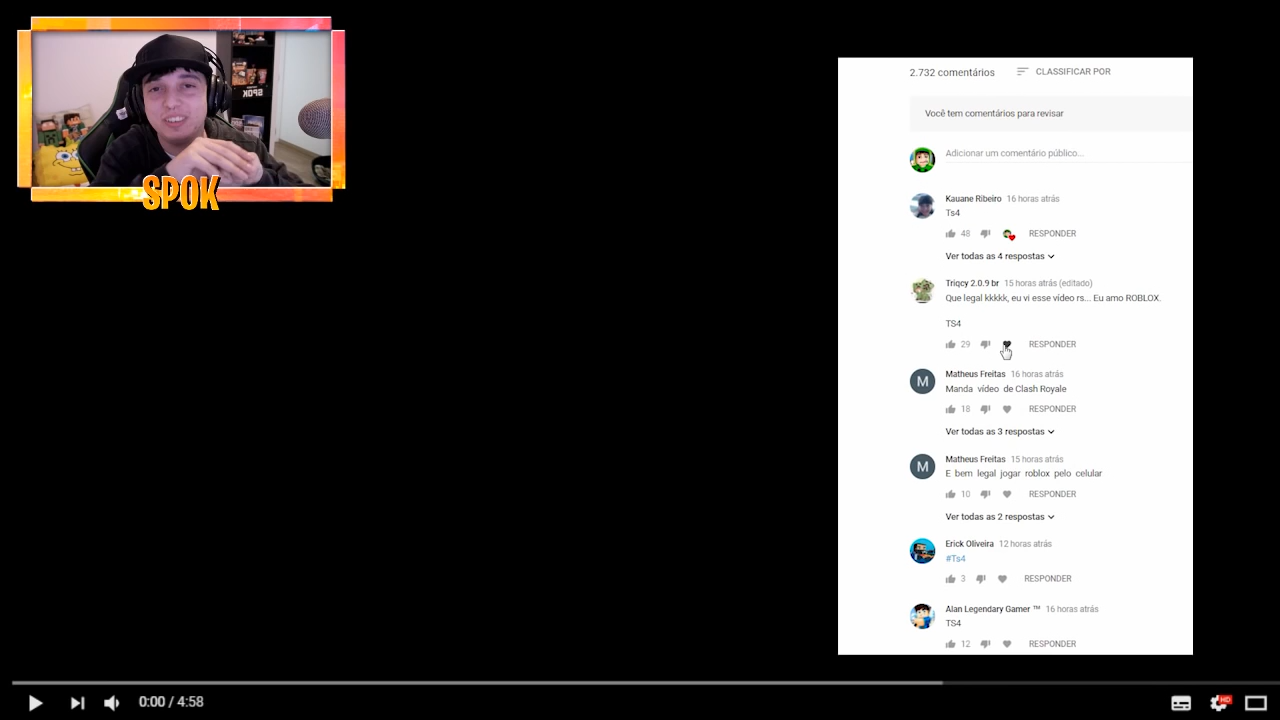 SPOK
2.732 comentários
CLASSIFICAR POR
Você tem comentários para revisar
Adicionar um comentário público...
Kauane Ribeiro 16 horas atrás
Ts4
48 RESPONDER
Ver todas as 4 respostas
Triqcy 2.0.9 br 15 horas atrás (editado)
Que legal kkkkk, eu vi esse vídeo rs... Eu amo ROBLOX.
TS4
29 RESPONDER
M
Matheus Freitas 16 horas atrás
Manda vídeo de Clash Royale
18 RESPONDER
Ver todas as 3 respostas
M
Matheus Freitas 15 horas atrás
E bem legal jogar roblox pelo celular
10 RESPONDER
Ver todas as 2 respostas
Erick Oliveira 12 horas atrás
#Ts4
3 RESPONDER
Alan Legendary Gamer ™ 16 horas atrás
TS4
12 RESPONDER
0:00 / 4:58
HD